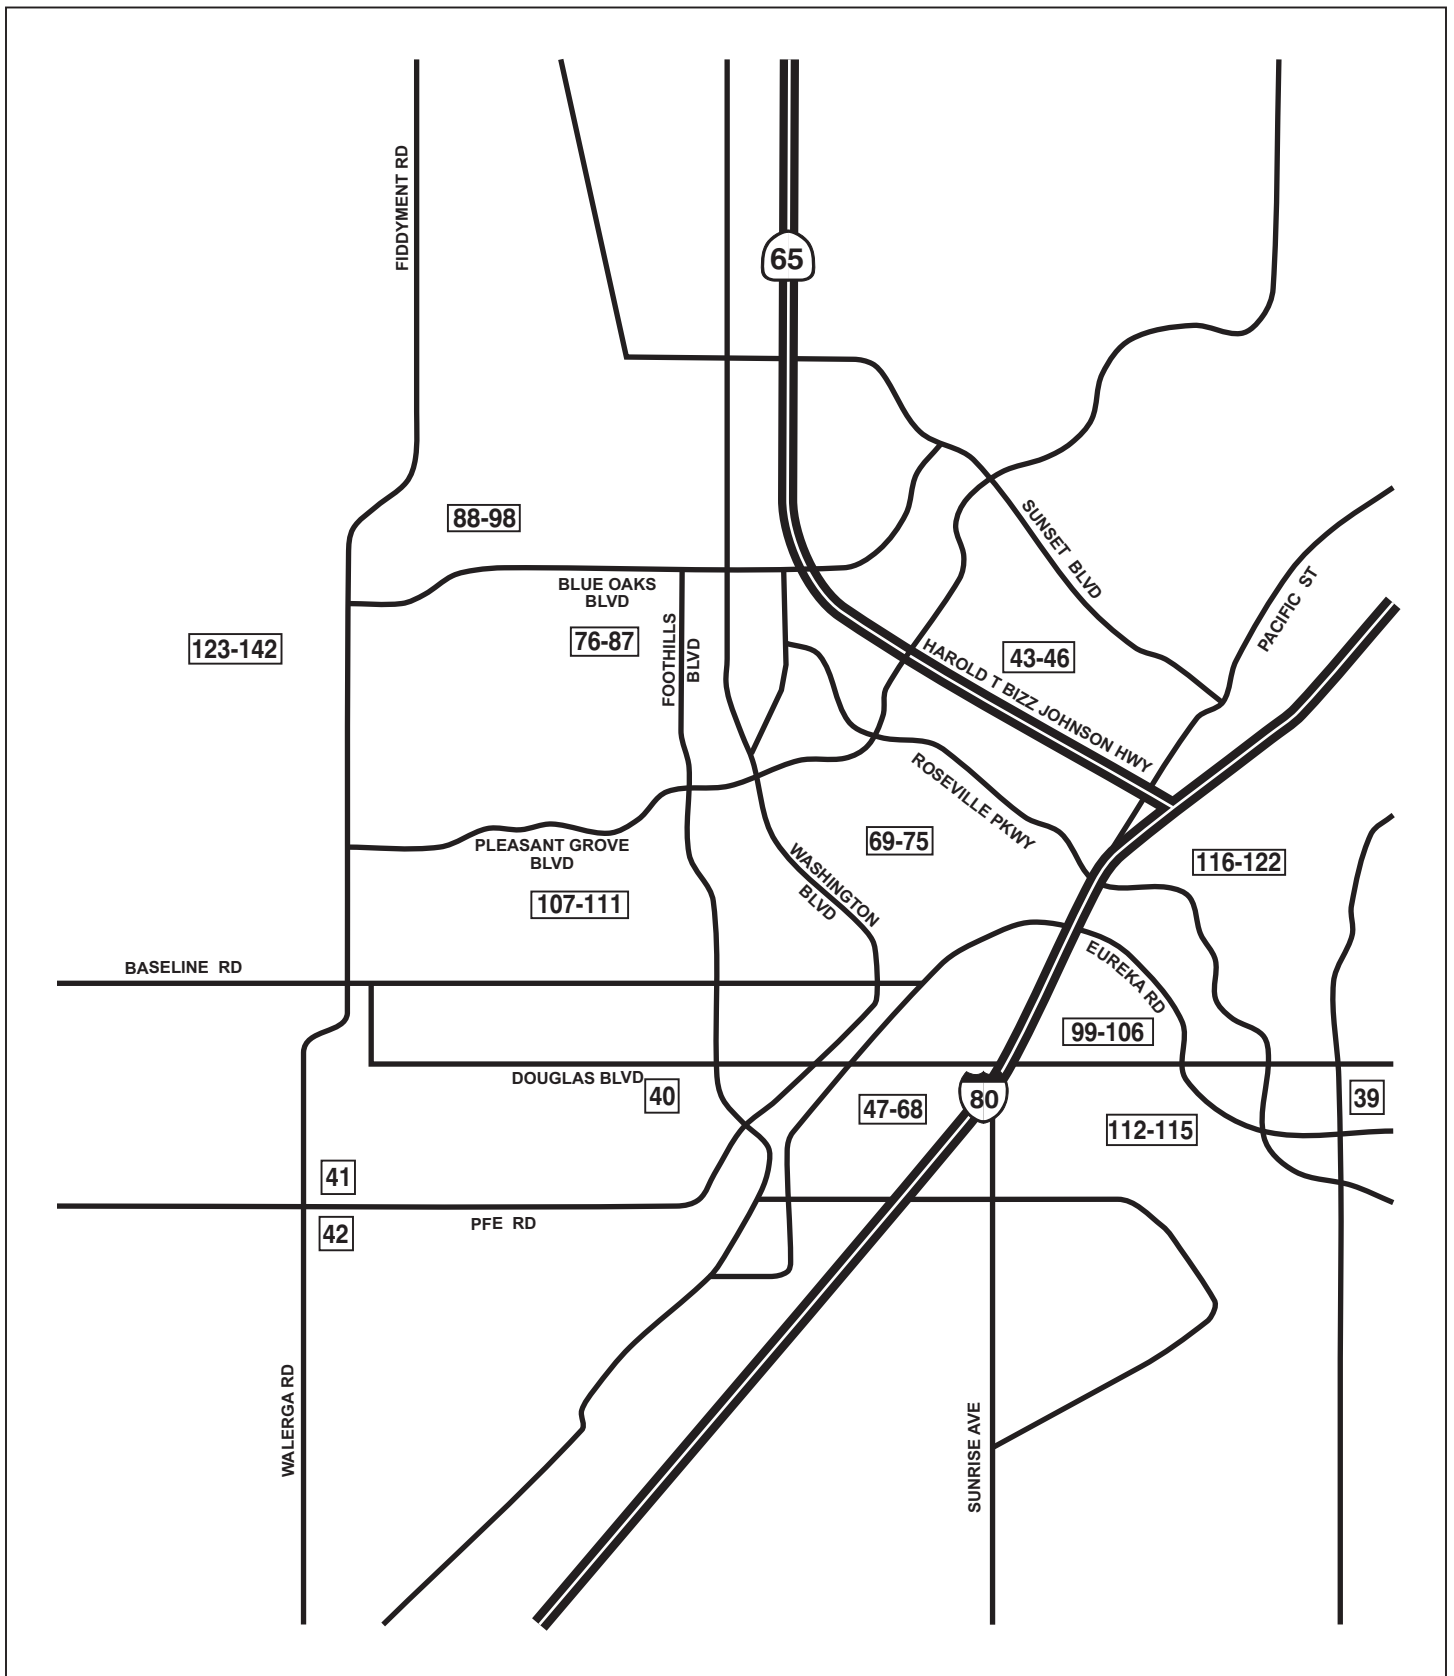 FIDDYMENT RD
65
88-98
SUNSET BLVD
PACIFIC ST
BLUE OAKS
BLVD
123-142
76-87
FOOTHILLS
BLVD
HAROLD T BIZZ JOHNSON HWY
43-46
ROSEVILLE PKWY
PLEASANT GROVE
BLVD
69-75
WASHINGTON
BLVD
116-122
107-111
BASELINE RD
EUREKA RD
99-106
DOUGLAS BLVD
40
47-68
80
39
112-115
41
42
PFE RD
WALERGA RD
SUNRISE AVE